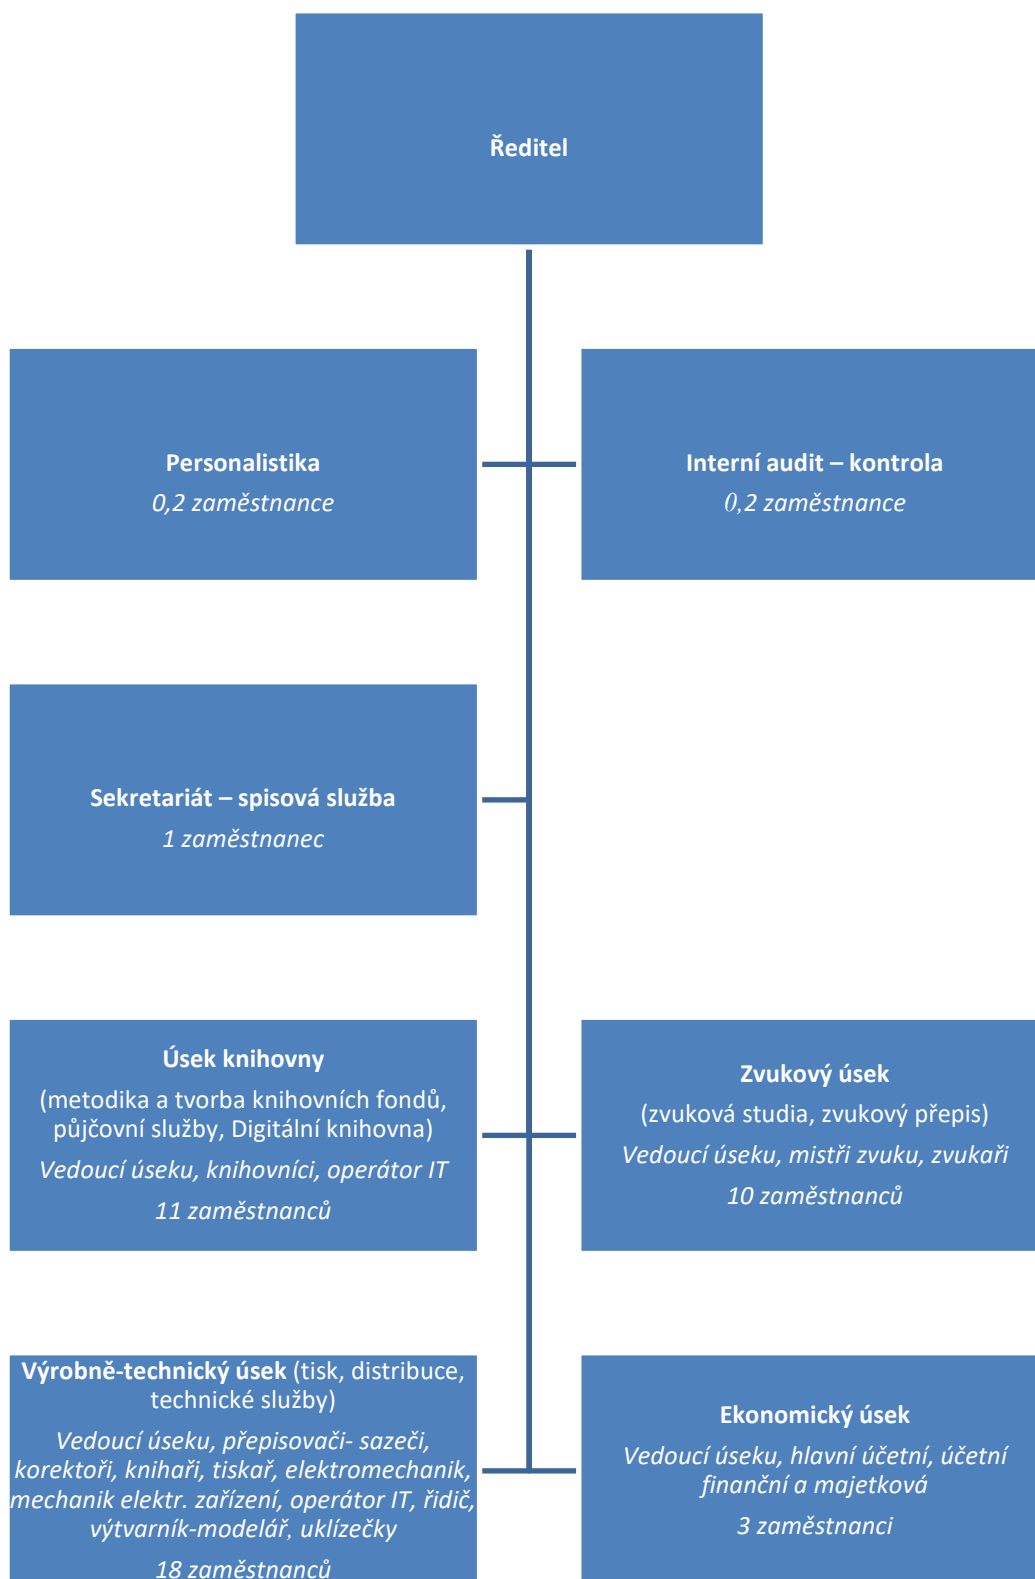 Ředitel
Personalistika
0,2 zaměstnance
Interní audit – kontrola
0,2 zaměstnance
Sekretariát – spisová služba
1 zaměstnanec
Úsek knihovny
(metodika a tvorba knihovních fondů,
půjčovní služby, Digitální knihovna)
Vedoucí úseku, knihovníci, operátor IT
11 zaměstnanců
Zvukový úsek
(zvuková studia, zvukový přepis)
Vedoucí úseku, mistři zvuku, zvukaři
10 zaměstnanců
Výrobně-technický úsek (tisk, distribuce,
technické služby)
Vedoucí úseku, přepisovači- sazeči,
korektoři, knihaři, tiskař, elektromechanik,
mechanik elektr. zařízení, operátor IT, řidič,
výtvarník-modelář, uklízečky
18 zaměstnanců
Ekonomický úsek
Vedoucí úseku, hlavní účetní, účetní
finanční a majetková
3 zaměstnanci